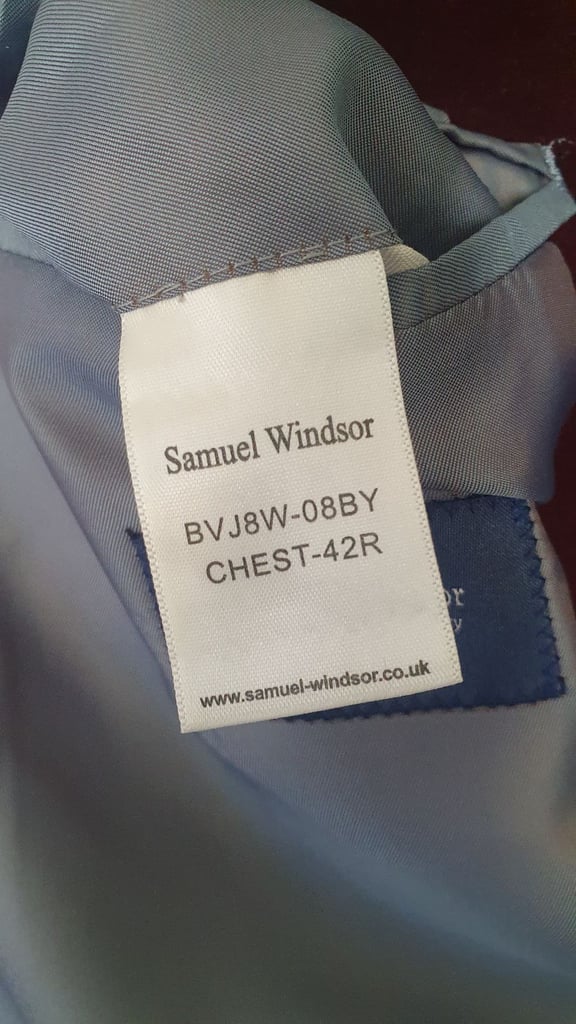 Samuel Windsor
BVJ8W-08BY
CHEST-42R
www.samuel-windsor.co.uk